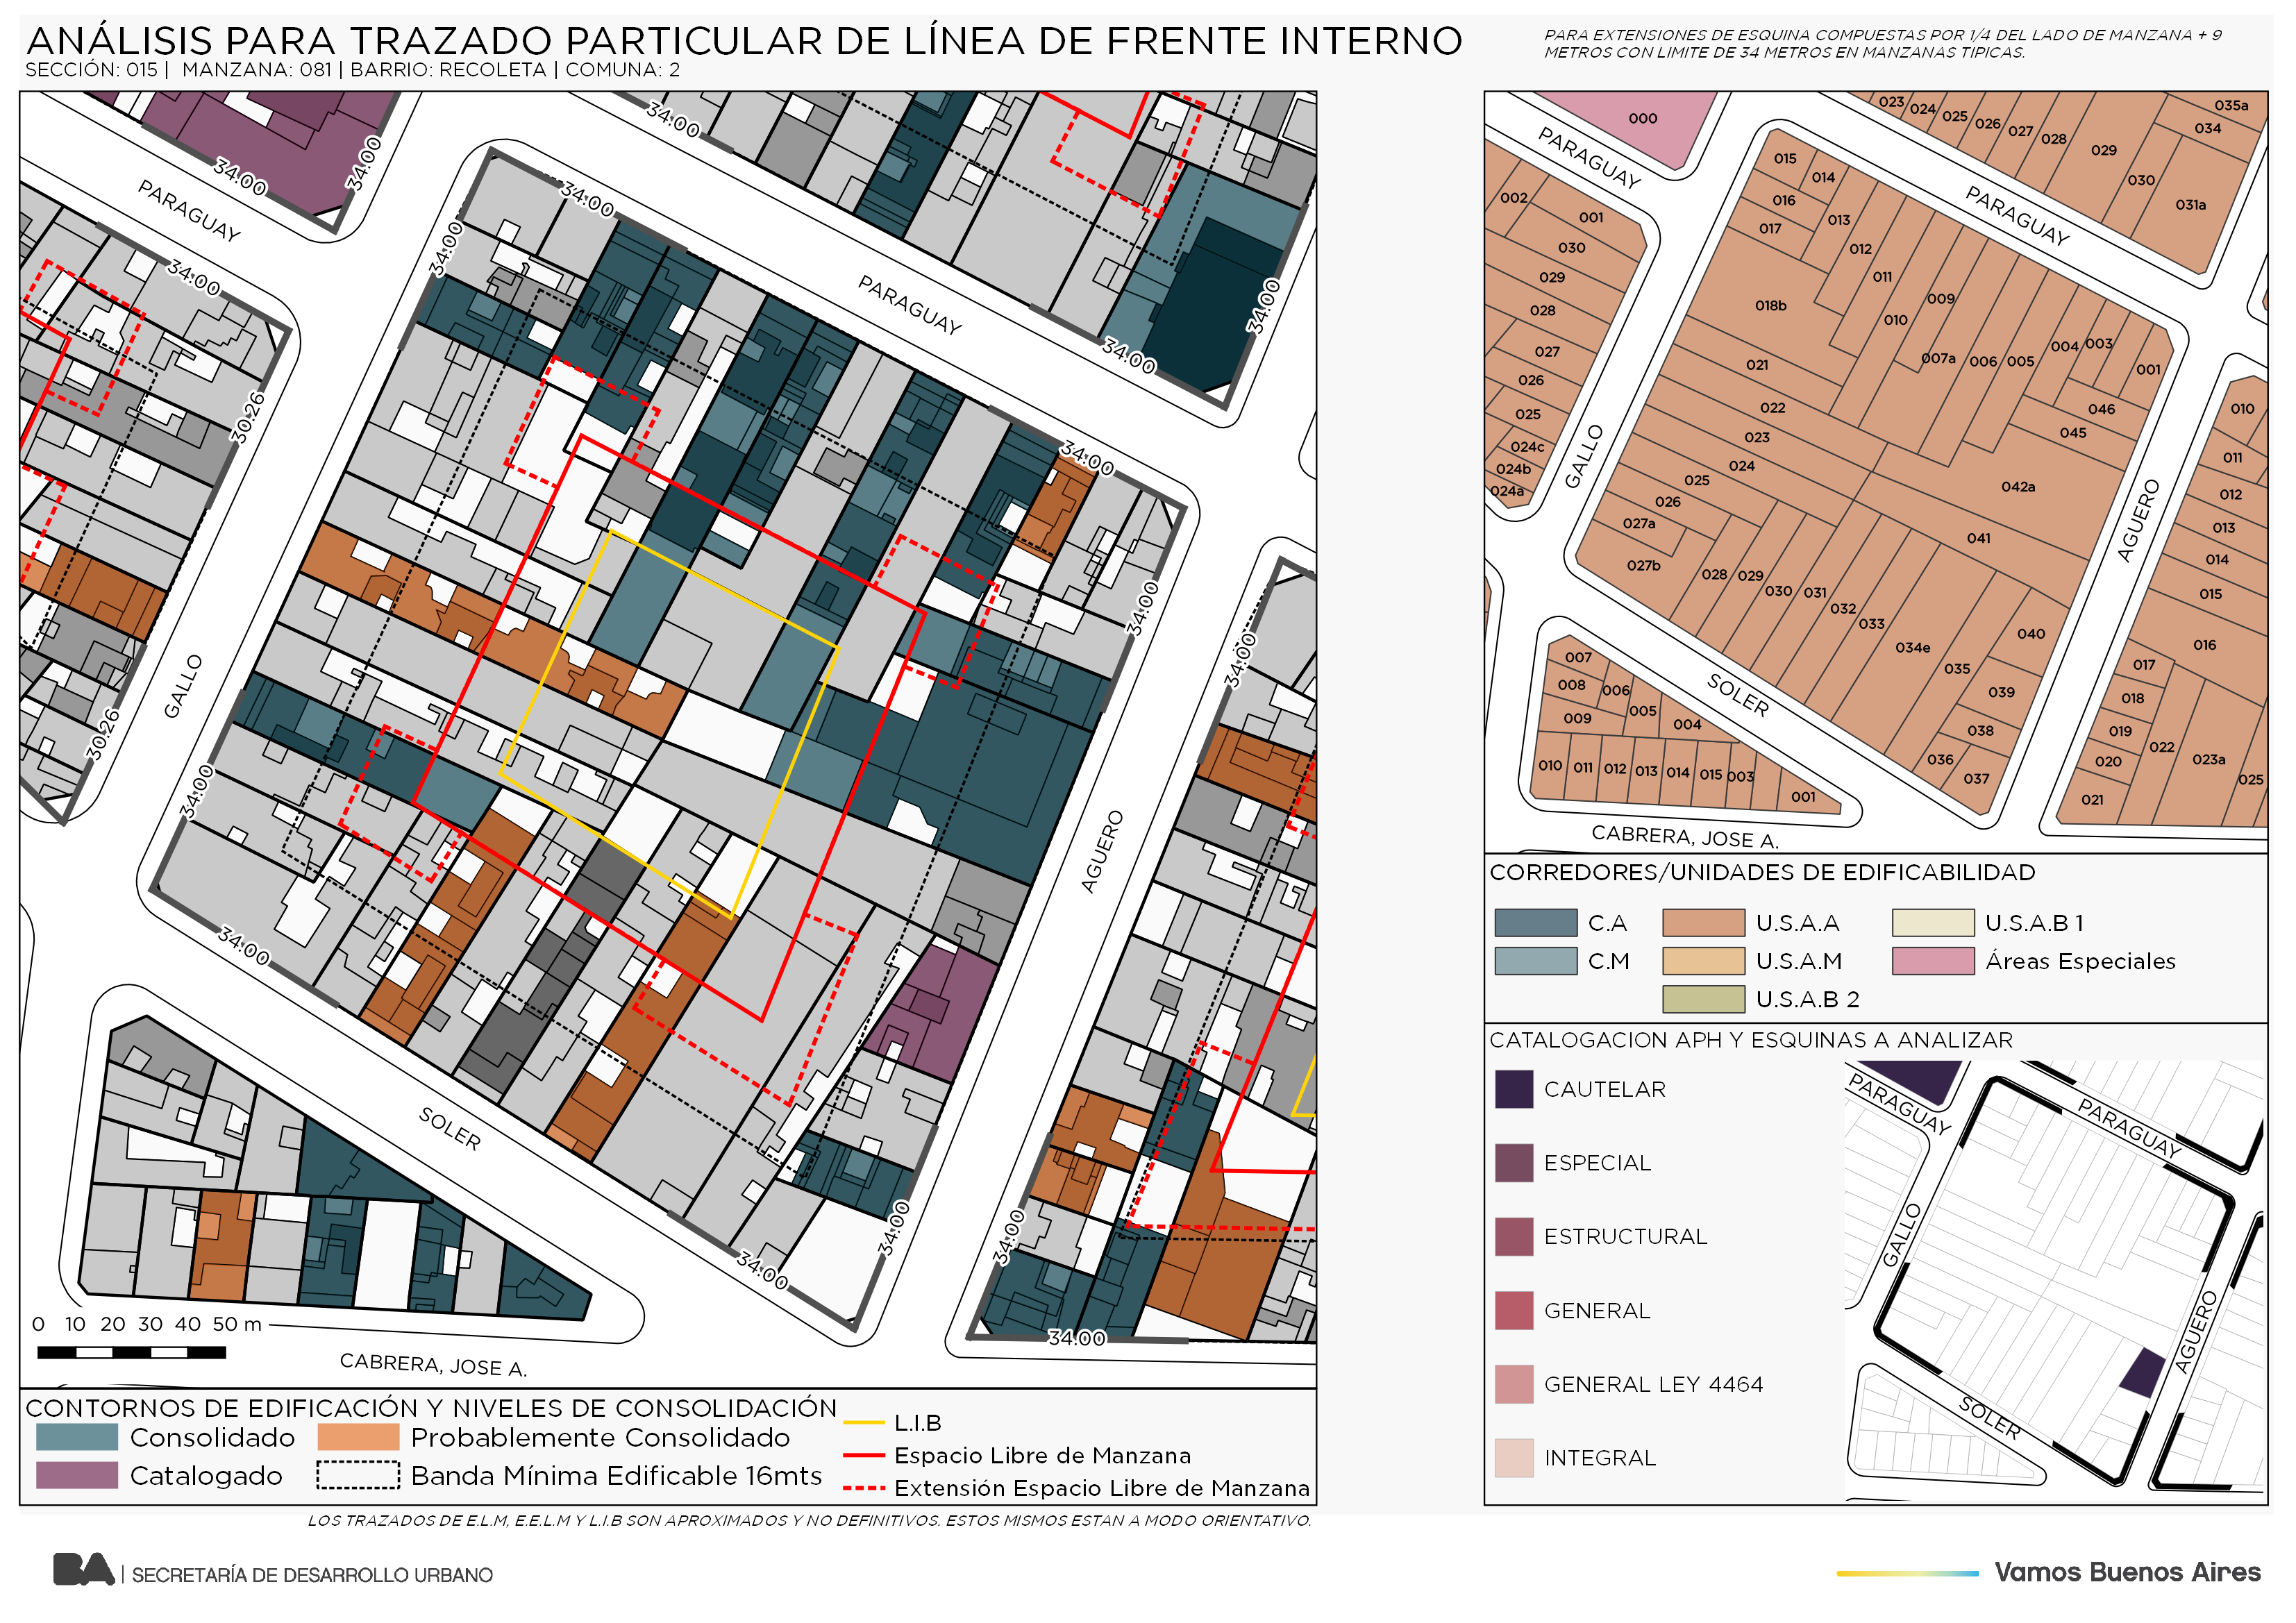 ANÁLISIS PARA TRAZADO PARTICULAR DE LÍNEA DE FRENTE INTERNO
SECCIÓN: 015 | MANZANA: 081 | BARRIO: RECOLETA | COMUNA: 2
PARA EXTENSIONES DE ESQUINA COMPUESTAS POR 1/4 DEL LADO DE MANZANA + 9
METROS CON LIMITE DE 34 METROS EN MANZANAS TIPICAS.
34.00
34.00
34.00
PARAGUAY
34.00
34.00
34.00
PARAGUAY
34.00
34.00
30.26
34.00
34.00
34.00
GALLO
30.26
34.00
AGUERO
34.00
SOLER
34.00
34.00
34.00
34.00
0 10 20 30 40 50 m
CABRERA, JOSE A.
CONTORNOS DE EDIFICACIÓN Y NIVELES DE CONSOLIDACIÓN
Consolidado
Probablemente Consolidado
Catalogado
Banda Mínima Edificable 16mts
L.I.B
Espacio Libre de Manzana
Extensión Espacio Libre de Manzana
000
023
024
025
026
027
028
029
035a
034
030
031a
PARAGUAY
PARAGUAY
002
001
030
029
028
027
026
025
024c
024b
024a
015
014
016
017
013
012
011
018b
009
010
007a
006
005
004
003
001
021
022
046
045
023
024
042a
025
026
027a
041
027b
028
029
030
031
032
033
034e
040
035
039
038
036
037
GALLO
AGUERO
010
011
012
013
014
015
016
017
018
019
020
022
023a
025
021
SOLER
007
008
006
005
004
009
010
011
012
013
014
015
003
001
CABRERA, JOSE A.
CORREDORES/UNIDADES DE EDIFICABILIDAD
C.A
U.S.A.A
U.S.A.B 1
C.M
U.S.A.M
Áreas Especiales
U.S.A.B 2
CATALOGACION APH Y ESQUINAS A ANALIZAR
CAUTELAR
ESPECIAL
ESTRUCTURAL
GENERAL
GENERAL LEY 4464
INTEGRAL
PARAGUAY
PARAGUAY
GALLO
AGUERO
SOLER
LOS TRAZADOS DE E.L.M, E.E.L.M Y L.I.B SON APROXIMADOS Y NO DEFINITIVOS. ESTOS MISMOS ESTAN A MODO ORIENTATIVO.
BA | SECRETARÍA DE DESARROLLO URBANO
Vamos Buenos Aires